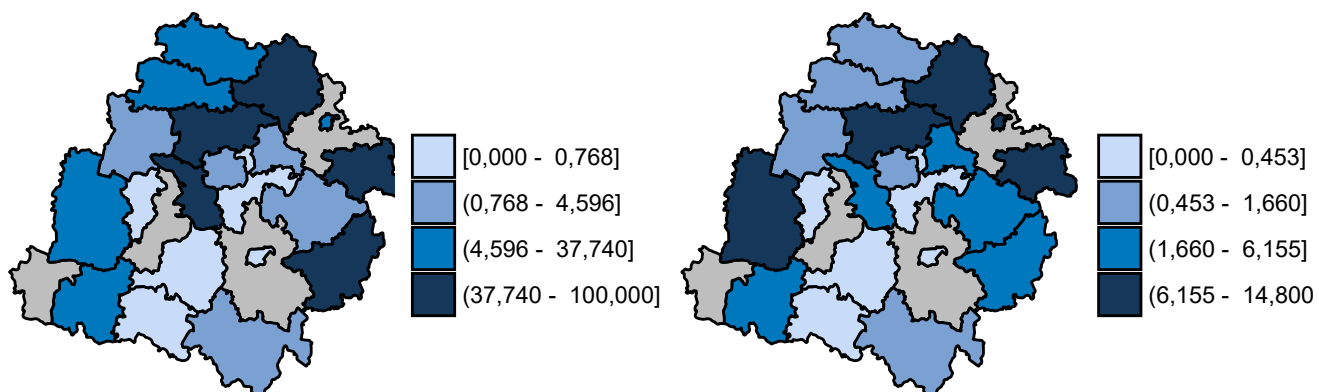 [0,000 - 0,768]
(0,768 - 4,596]
(4,596 - 37,740]
(37,740 - 100,000]
[0,000 - 0,453]
(0,453 - 1,660]
(1,660 - 6,155]
(6,155 - 14,800